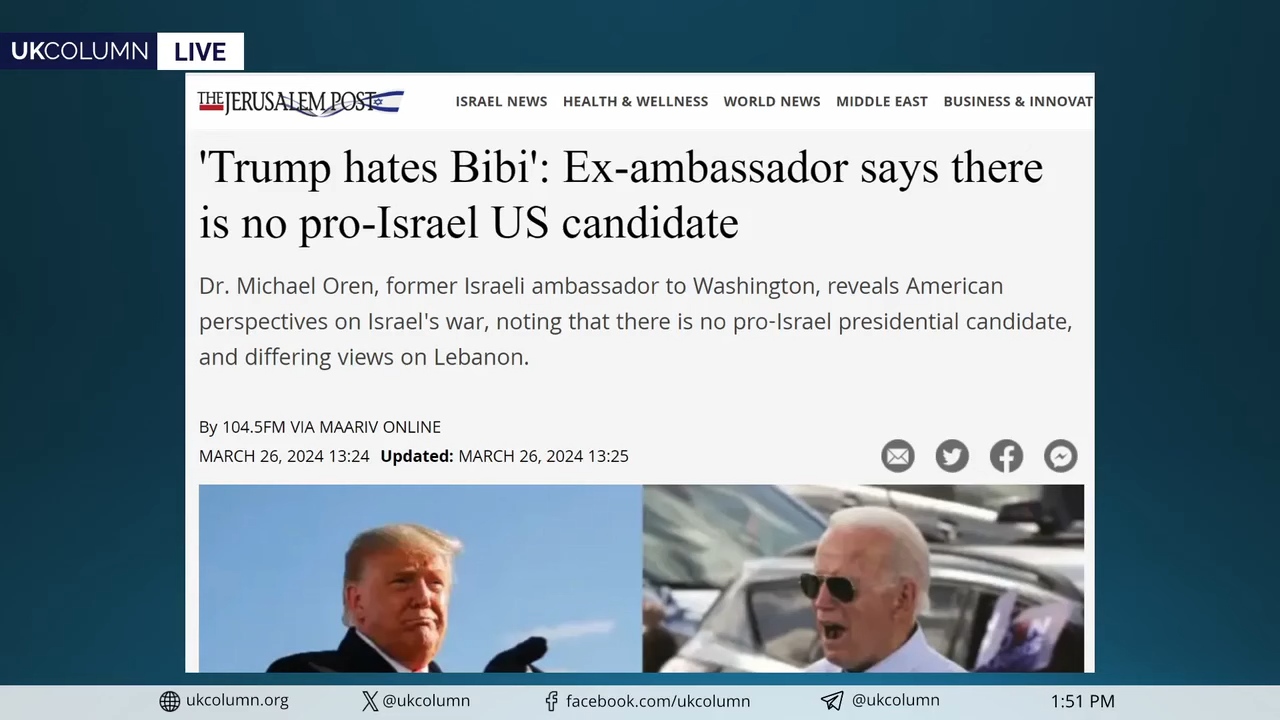 UKCOLUMN LIVE
THE JERUSALEM POST
ISRAEL NEWS HEALTH & WELLNESS WORLD NEWS MIDDLE EAST BUSINESS & INNOVAT
'Trump hates Bibi': Ex-ambassador says there
is no pro-Israel US candidate
Dr. Michael Oren, former Israeli ambassador to Washington, reveals American
perspectives on Israel's war, noting that there is no pro-Israel presidential candidate,
and differing views on Lebanon.
By 104.5FM VIA MAARIV ONLINE
MARCH 26, 2024 13:24 Updated: MARCH 26, 2024 13:25
ukcolumn.org @ukcolumn facebook.com/ukcolumn @ukcolumn 1:51 PM